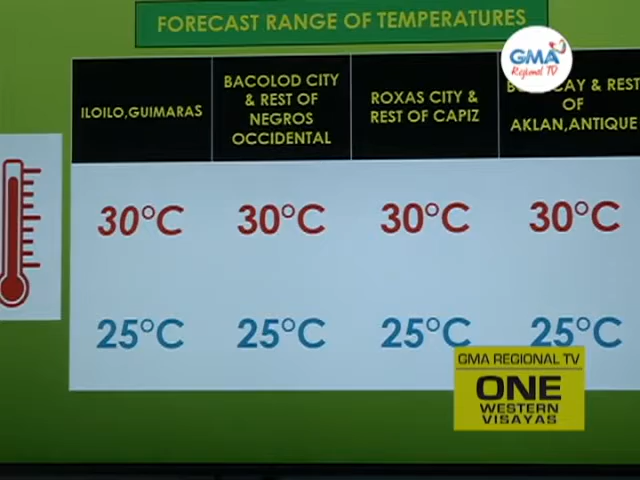 FORECAST RANGE OF TEMPERATURES
GMA
Regional TV
ILOILO,GUIMARAS
BACOLOD CITY
& REST OF
NEGROS
OCCIDENTAL
ROXAS CITY &
REST OF CAPIZ
& REST
OF
AKLAN,ANTIQUE
30°C 30°C 30°C 30°C
25°C 25°C 25°C 25°C
GMA REGIONAL TV
ONE
WESTERN
VISAYAS